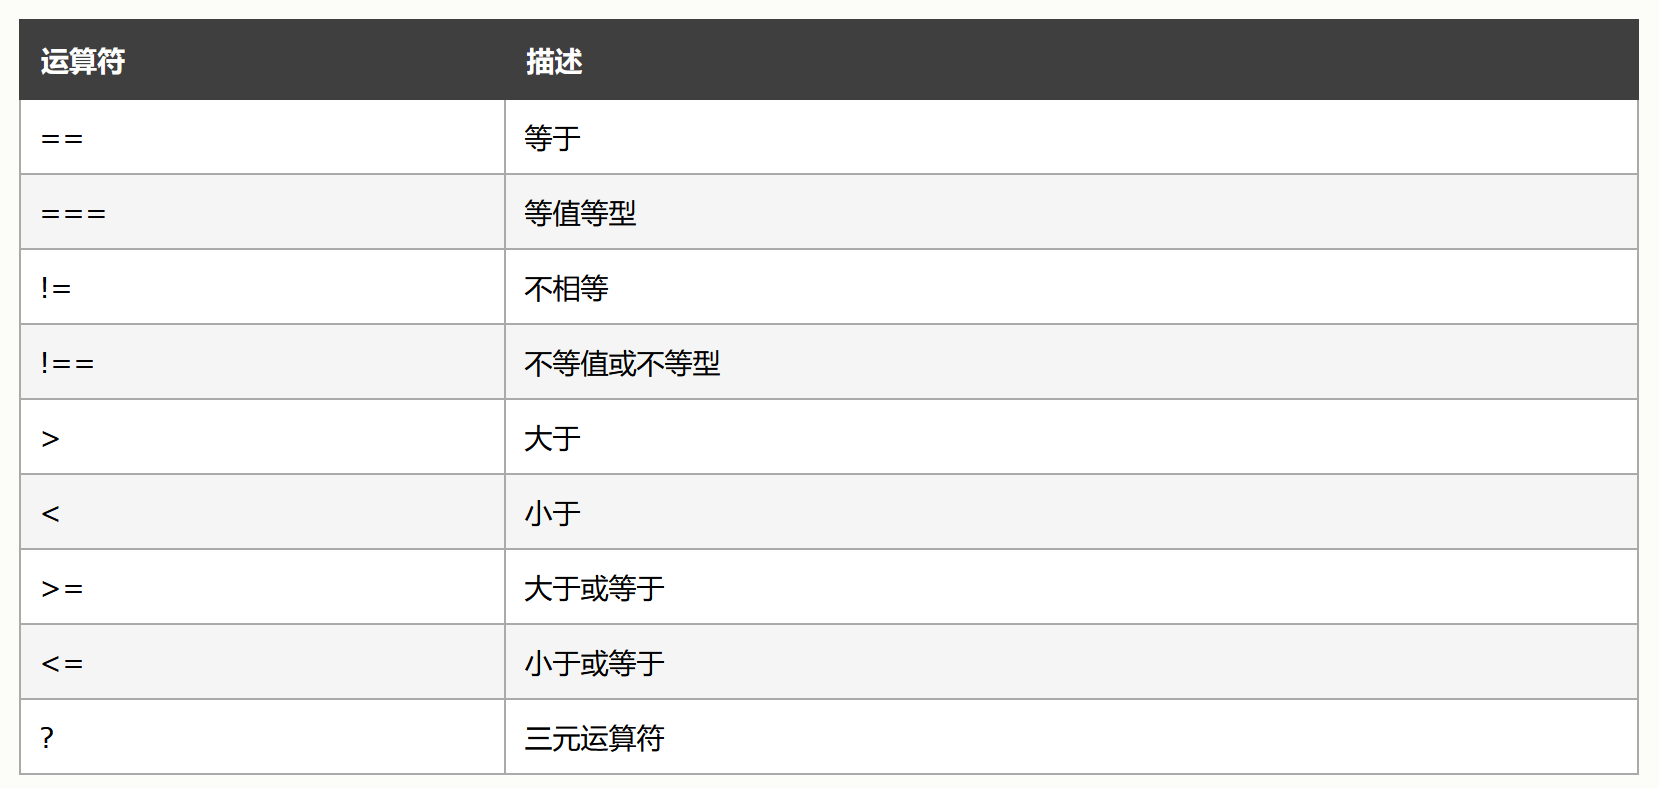 运算符 描述
== 等于
=== 等值等型
!= 不相等
!== 不等值或不等型
> 大于
< 小于
>= 大于或等于
<= 小于或等于
? 三元运算符